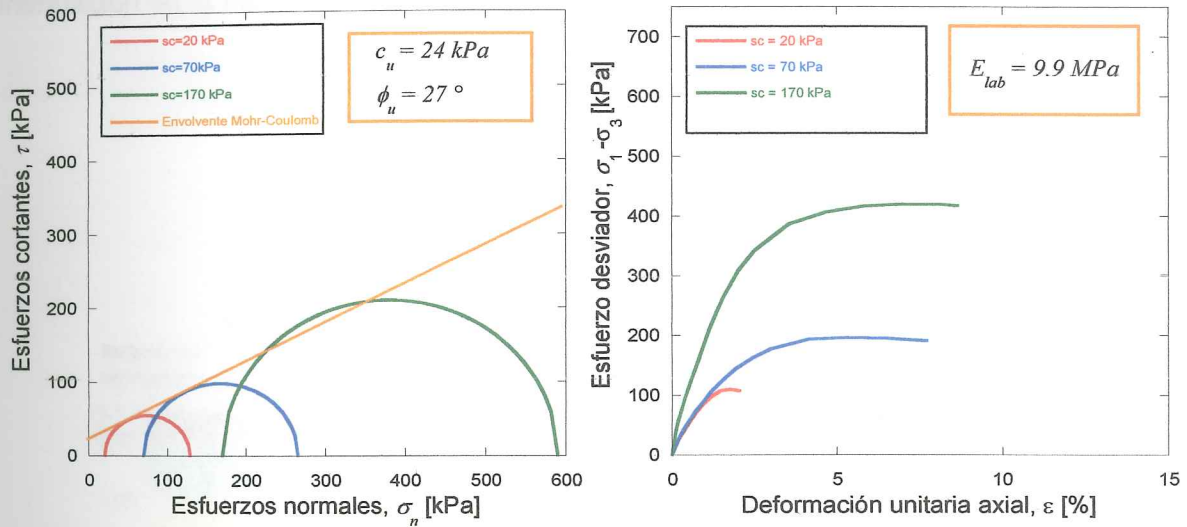 600
500
400
300
200
100
0
Esfuerzos cortantes, τ [kPa]
sc=20 kPa
sc=70kPa
sc=170 kPa
Envolvente Mohr-Coulomb
c_u = 24 kPa
ϕ_u = 27 °
0 100 200 300 400 500 600
Esfuerzos normales, σ_n [kPa]
700
600
500
400
300
200
100
0
Esfuerzo desviador, σ_1 -σ_3 [kPa]
sc = 20 kPa
sc = 70 kPa
sc = 170 kPa
E_lab = 9.9 MPa
0 5 10 15
Deformación unitaria axial, ε [%]